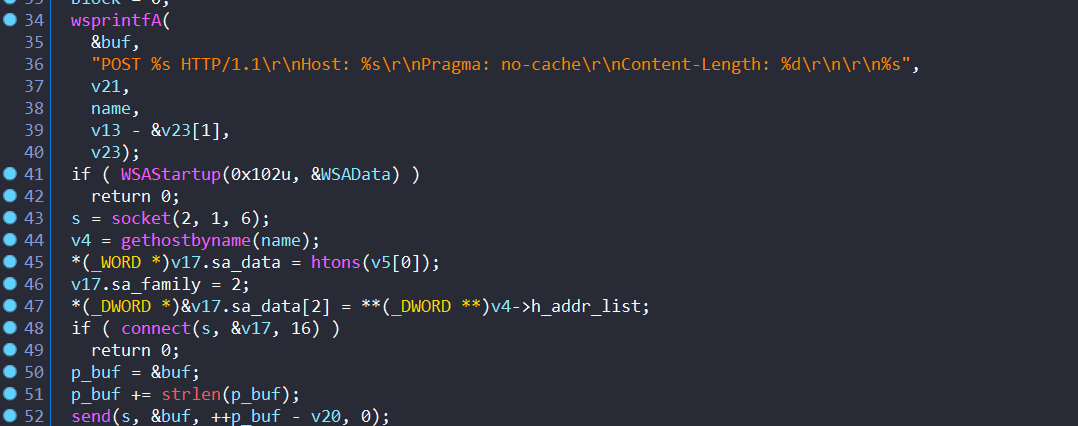 34 wsprintfA(
35 &buf,
36 "POST %s HTTP/1.1\r\nHost: %s\r\nPragma: no-cache\r\nContent-Length: %d\r\n\r\n%s",
37 v21,
38 name,
39 v13 - &v23[1],
40 v23);
41 if ( WSAStartup(0x102u, &WSAData) )
42 return 0;
43 s = socket(2, 1, 6);
44 v4 = gethostbyname(name);
45 *(_WORD *)v17.sa_data = htons(v5[0]);
46 v17.sa_family = 2;
47 *(_DWORD *)&v17.sa_data[2] = **(_DWORD **)v4->h_addr_list;
48 if ( connect(s, &v17, 16) )
49 return 0;
50 p_buf = &buf;
51 p_buf += strlen(p_buf);
52 send(s, &buf, ++p_buf - v20, 0);